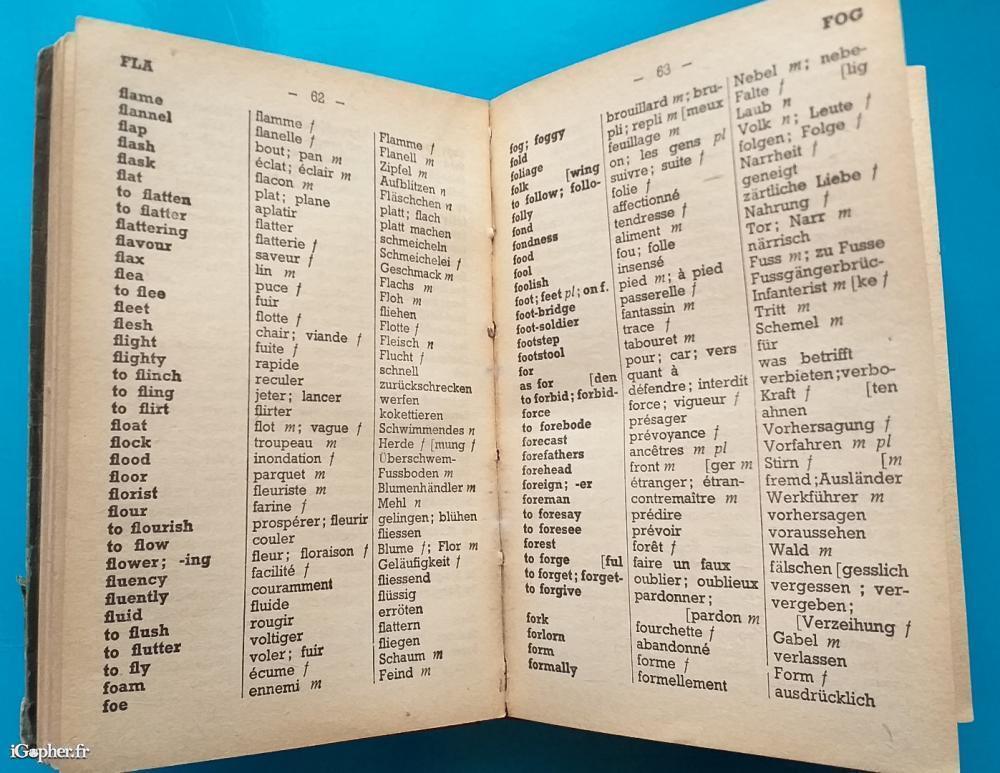 FLA
- 62 -
flame flamme f Flamme f
flannel flanelle f Flanell m
flap bout; pan m Zipfel m
flash éclat; éclair m Aufblitzen n
flask flacon m Fläschchen n
flat plat; plane platt; flach
to flatten aplatir platt machen
to flatter flatter schmeicheln
flattering flatterie f Schmeichelei f
flavour saveur f Geschmack m
flax lin m Flachs m
flea puce f Floh m
to flee fuir fliehen
fleet flotte f Flotte f
flesh chair; viande f Fleisch n
flight fuite f Flucht f
flighty rapide schnell
to flinch reculer zurückschrecken
to fling jeter; lancer werfen
to flirt flirter kokettieren
float flot m; vague f Schwimmendes n
flock troupeau m Herde f [mung f
flood inondation f Überschwem-
floor parquet m Fussboden m
florist fleuriste m Blumenhändler m
flour farine f Mehl n
to flourish prospérer; fleurir gelingen; blühen
to flow couler fliessen
flower; -ing fleur; floraison f Blume f; Flor m
fluency facilité f Geläufigkeit f
fluently couramment fliessend
fluid fluide flüssig
to flush rougir erröten
to flutter voltiger flattern
to fly voler; fuir fliegen
foam écume f Schaum m
foe ennemi m Feind m
FOG
- 63 -
fog; foggy brouillard m; bru- Nebel m; nebe-
fold pli; repli m [meux Falte f [lig
foliage feuillage m Laub n
folk [wing on; les gens pl Volk n; Leute f
to follow; follo- suivre; suite f folgen; Folge f
folly folie f Narrheit f
fond affectionné geneigt
fondness tendresse f zärtliche Liebe f
food aliment m Nahrung f
fool fou; folle Tor; Narr m
foolish insensé närrisch
foot; feet pl; on f. pied m; à pied Fuss m; zu Fusse
foot-bridge passerelle f Fussgängerbrüc-
foot-soldier fantassin m Infanterist m [ke f
footstep trace f Tritt m
footstool tabouret m Schemel m
for pour; car; vers für
as for [den quant à was betrifft
to forbid; forbid- défendre; interdit verbieten; verbo-
force force; vigueur f Kraft f [ten
to forebode présager ahnen
forecast prévoyance f Vorhersagung f
forefathers ancêtres m pl Vorfahren m pl
forehead front m [ger m Stirn f [m
foreign; -er étranger; étran- fremd; Ausländer
foreman contremaître m Werkführer m
to foresay prédire vorhersagen
to foresee prévoir voraussehen
forest forêt f Wald m
to forge [ful faire un faux fälschen [gesslich
to forget; forget- oublier; oublieux vergessen ; ver-
to forgive pardonner; vergeben;
[pardon m [Verzeihung f
fork fourchette f Gabel m
forlorn abandonné verlassen
form forme f Form f
formally formellement ausdrücklich
iGopher.fr